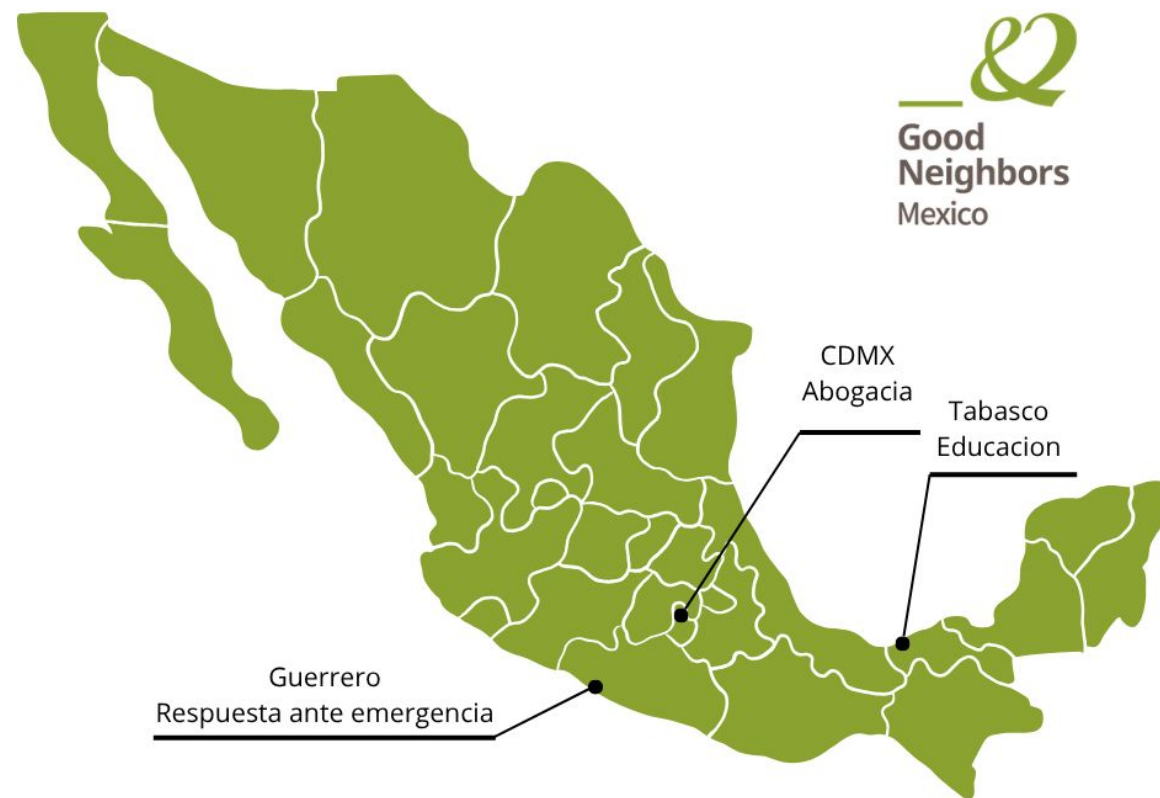 Good
Neighbors
Mexico
CDMX
Abogacia
Tabasco
Educacion
Guerrero
Respuesta ante emergencia